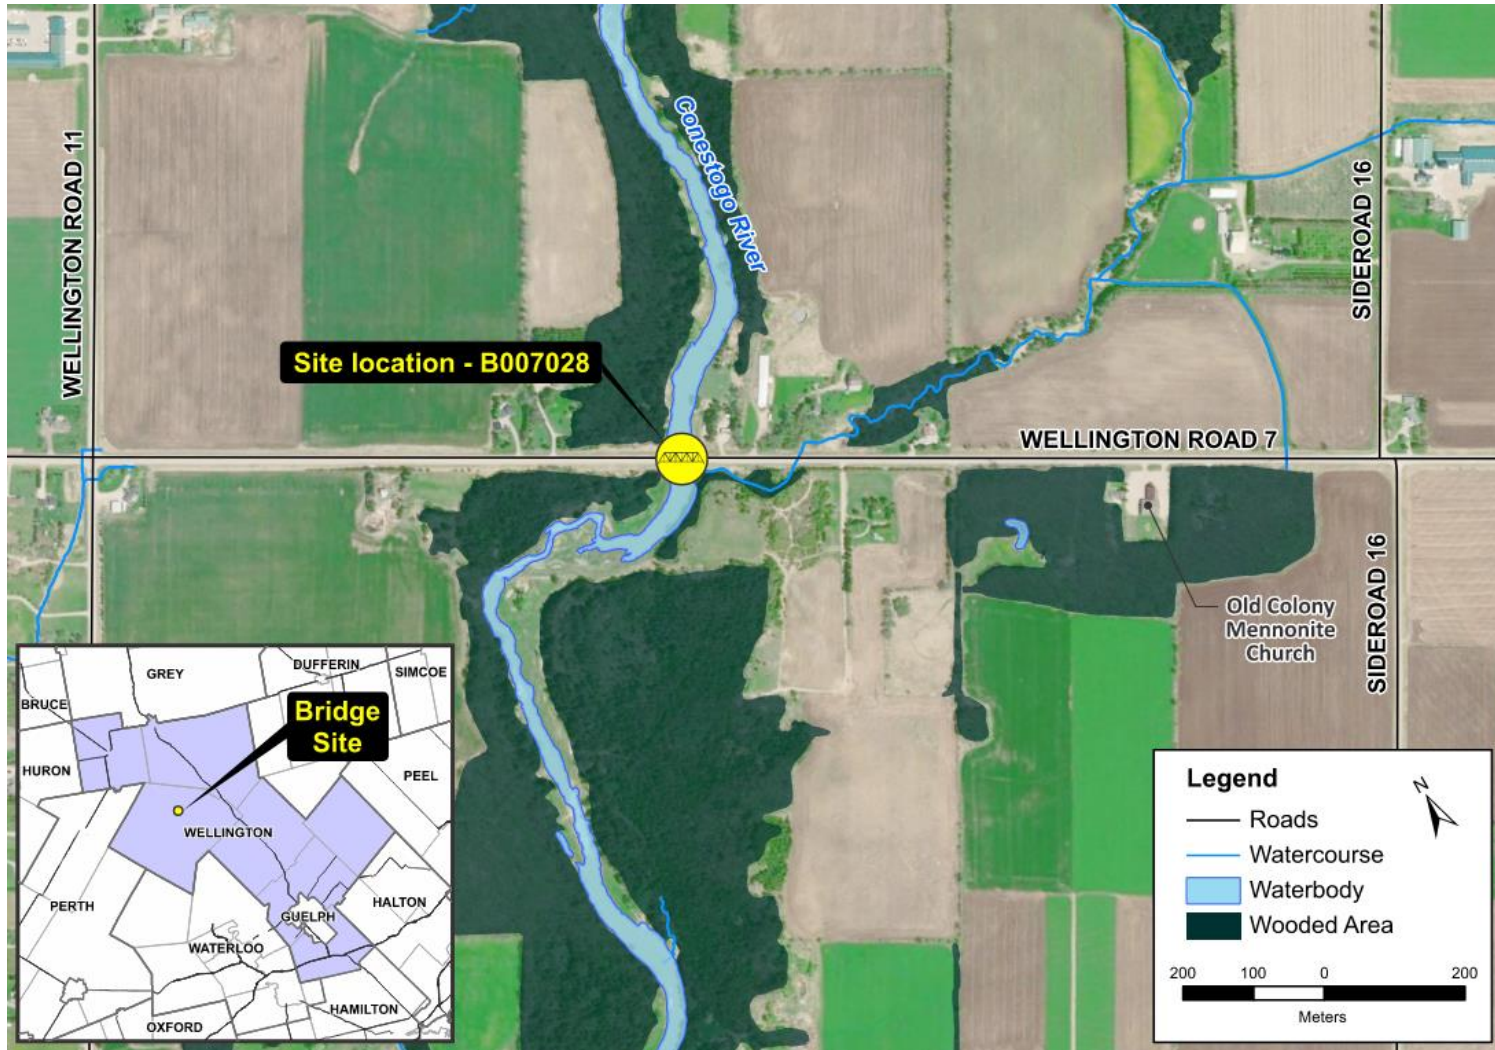 WELLINGTON ROAD 11
Conestogo River
SIDEROAD 16
Site location - B007028
WELLINGTON ROAD 7
Old Colony
Mennonite
Church
SIDEROAD 16
GREY
DUFFERIN
SIMCOE
BRUCE
Bridge
Site
HURON
PEEL
WELLINGTON
PERTH
GUELPH
HALTON
WATERLOO
HAMILTON
OXFORD
Legend
N
Roads
Watercourse
Waterbody
Wooded Area
200 100 0 200
Meters